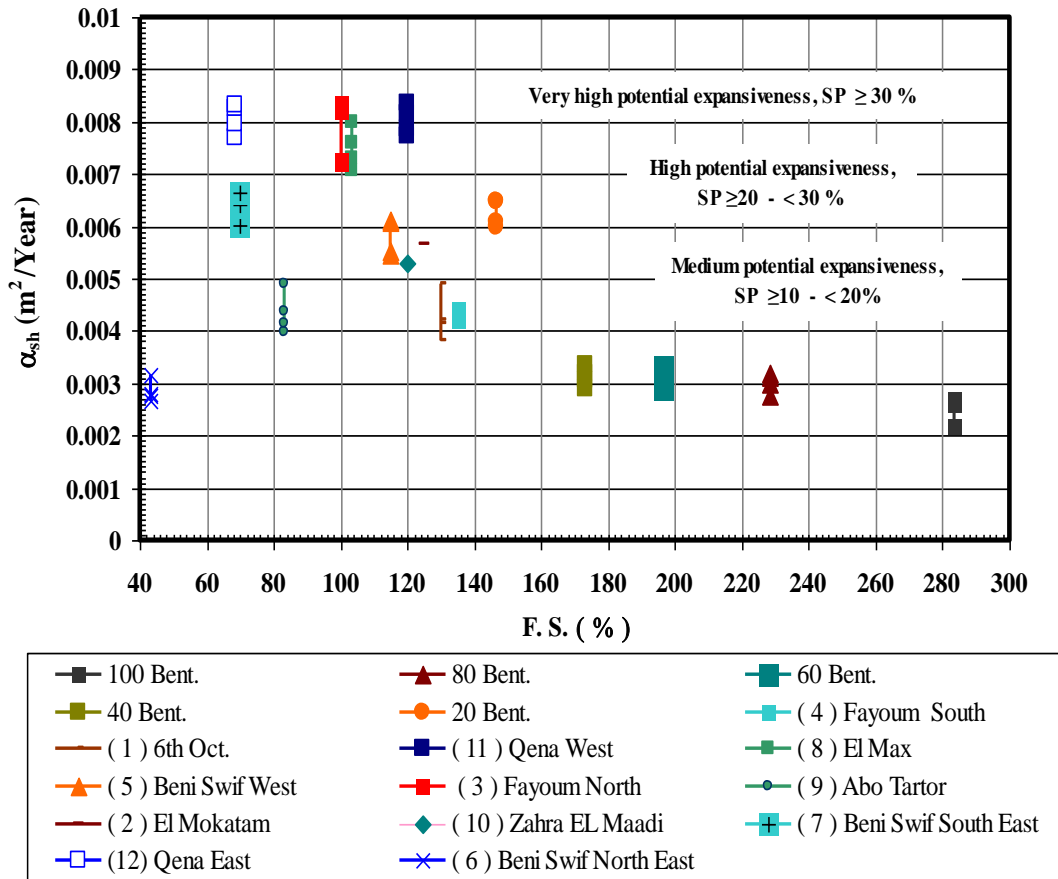 0.01
0.009
0.008
0.007
0.006
0.005
0.004
0.003
0.002
0.001
0
αsh (m²/Year)
Very high potential expansiveness, SP ≥ 30 %
High potential expansiveness,
SP ≥20 - < 30 %
Medium potential expansiveness,
SP ≥10 - < 20%
40 60 80 100 120 140 160 180 200 220 240 260 280 300
F. S. ( % )
100 Bent. 80 Bent. 60 Bent.
40 Bent. 20 Bent. ( 4 ) Fayoum South
( 1 ) 6th Oct. ( 11 ) Qena West ( 8 ) El Max
( 5 ) Beni Swif West ( 3 ) Fayoum North ( 9 ) Abo Tartor
( 2 ) El Mokatam ( 10 ) Zahra EL Maadi ( 7 ) Beni Swif South East
(12) Qena East ( 6 ) Beni Swif North East